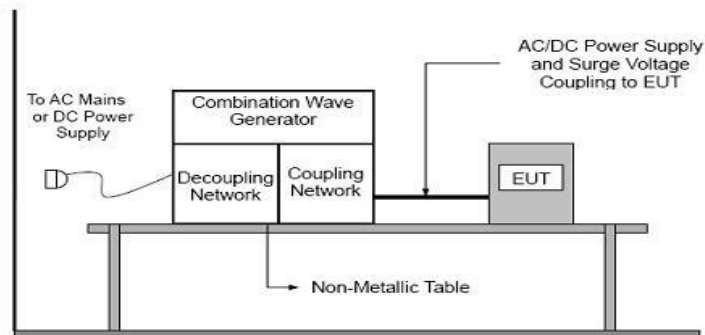 AC/DC Power Supply
and Surge Voltage
Coupling to EUT
To AC Mains
or DC Power
Supply
Combination Wave
Generator
Decoupling
Network
Coupling
Network
EUT
Non-Metallic Table